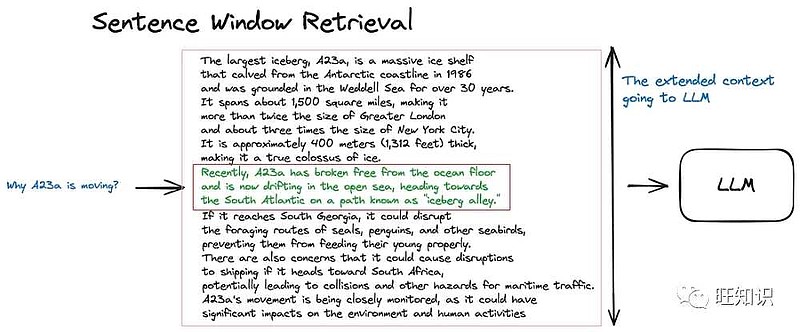 Sentence Window Retrieval
The largest iceberg, A23a, is a massive ice shelf
that calved from the Antarctic coastline in 1986
and was grounded in the Weddell Sea for over 30 years.
It spans about 1,500 square miles, making it
more than twice the size of Greater London
and about three times the size of New York City.
It is approximately 400 meters (1,312 feet) thick,
making it a true colossus of ice.
Recently, A23a has broken free from the ocean floor
and is now drifting in the open sea, heading towards
the South Atlantic on a path known as "iceberg alley."
If it reaches South Georgia, it could disrupt
the foraging routes of seals, penguins, and other seabirds,
preventing them from feeding their young properly.
There are also concerns that it could cause disruptions
to shipping if it heads toward South Africa,
potentially leading to collisions and other hazards for maritime traffic.
A23a's movement is being closely monitored, as it could have
significant impacts on the environment and human activities
Why A23a is moving?
The extended context
going to LLM
LLM
旺知识